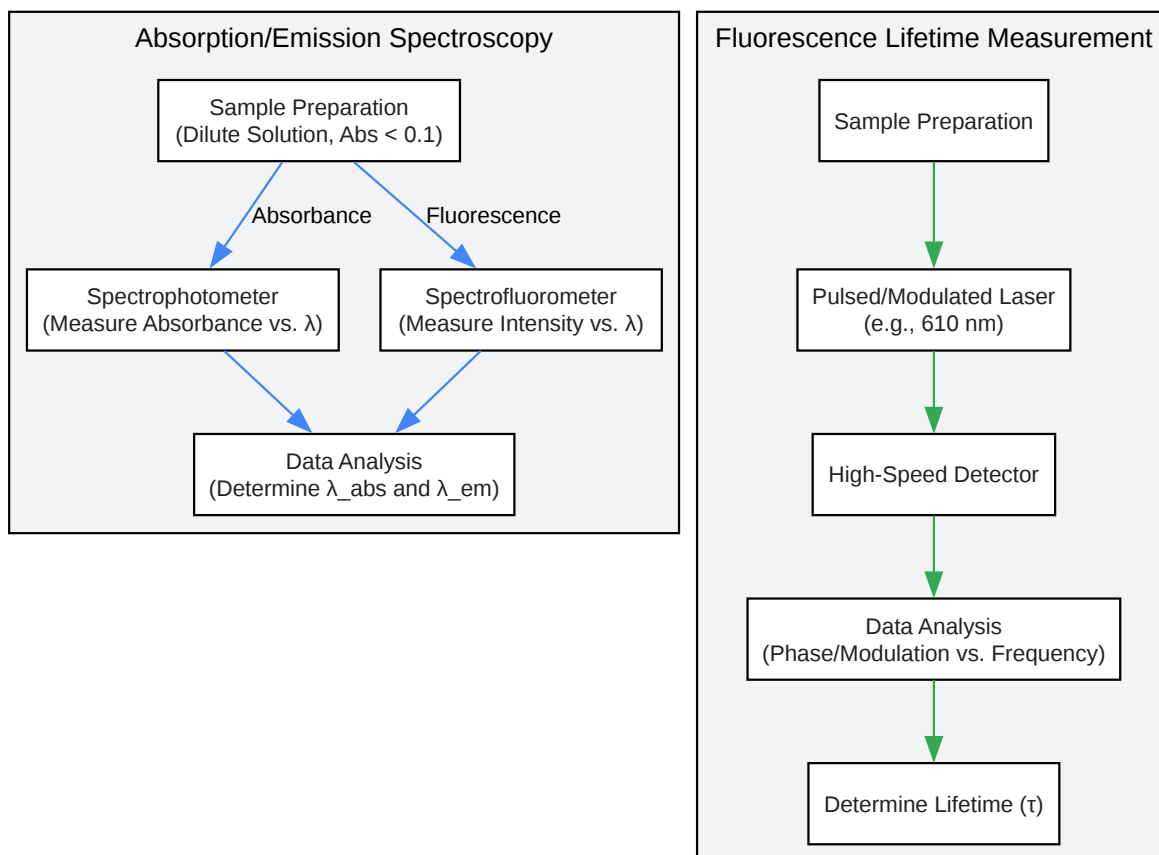 Absorption/Emission Spectroscopy
Sample Preparation
(Dilute Solution, Abs < 0.1)
Absorbance
Fluorescence
Spectrophotometer
(Measure Absorbance vs. λ)
Spectrofluorometer
(Measure Intensity vs. λ)
Data Analysis
(Determine λ_abs and λ_em)
Fluorescence Lifetime Measurement
Sample Preparation
Pulsed/Modulated Laser
(e.g., 610 nm)
High-Speed Detector
Data Analysis
(Phase/Modulation vs. Frequency)
Determine Lifetime (τ)